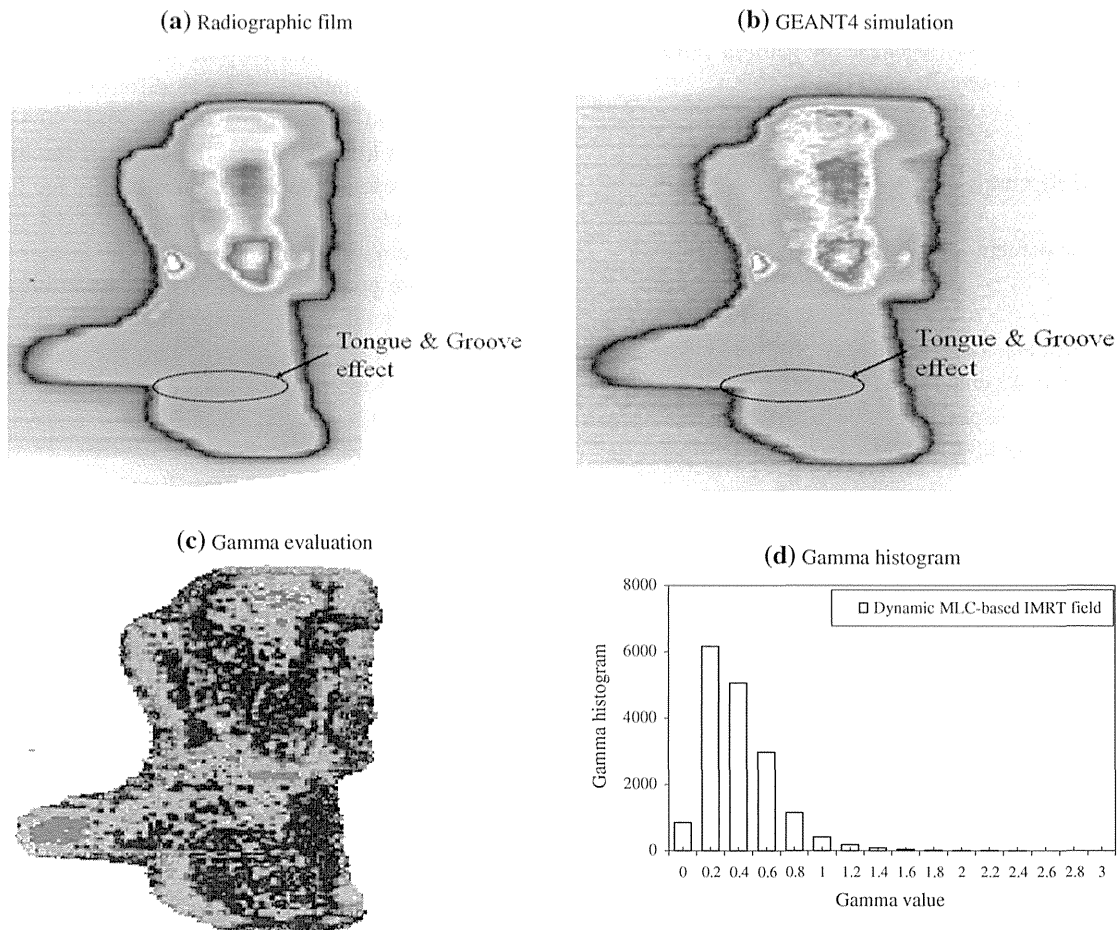 (a) Radiographic film
(b) GEANT4 simulation
Tongue & Groove
effect
Tongue & Groove
effect
(c) Gamma evaluation
(d) Gamma histogram
8000
6000
4000
2000
0
Gamma histogram
Dynamic MLC-based IMRT field
0 0.2 0.4 0.6 0.8 1 1.2 1.4 1.6 1.8 2 2.2 2.4 2.6 2.8 3
Gamma value